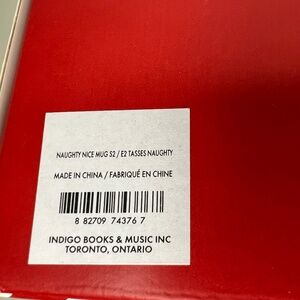 NAUGHTY NICE MUG S2 / E2 TASSES NAUGHTY
MADE IN CHINA / FABRIQUÉ EN CHINE
8 82709 74376 7
INDIGO BOOKS & MUSIC INC
TORONTO, ONTARIO